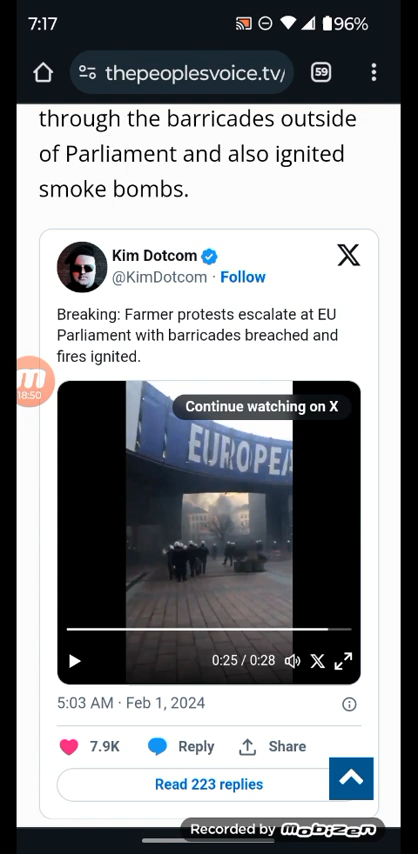 7:17
96%
thepeoplesvoice.tv/
59
through the barricades outside
of Parliament and also ignited
smoke bombs.
Kim Dotcom
@KimDotcom · Follow
Breaking: Farmer protests escalate at EU
Parliament with barricades breached and
fires ignited.
18:50
Continue watching on X
EUROPEA
0:25 / 0:28
5:03 AM · Feb 1, 2024
7.9K Reply Share
Read 223 replies
Recorded by mobizen